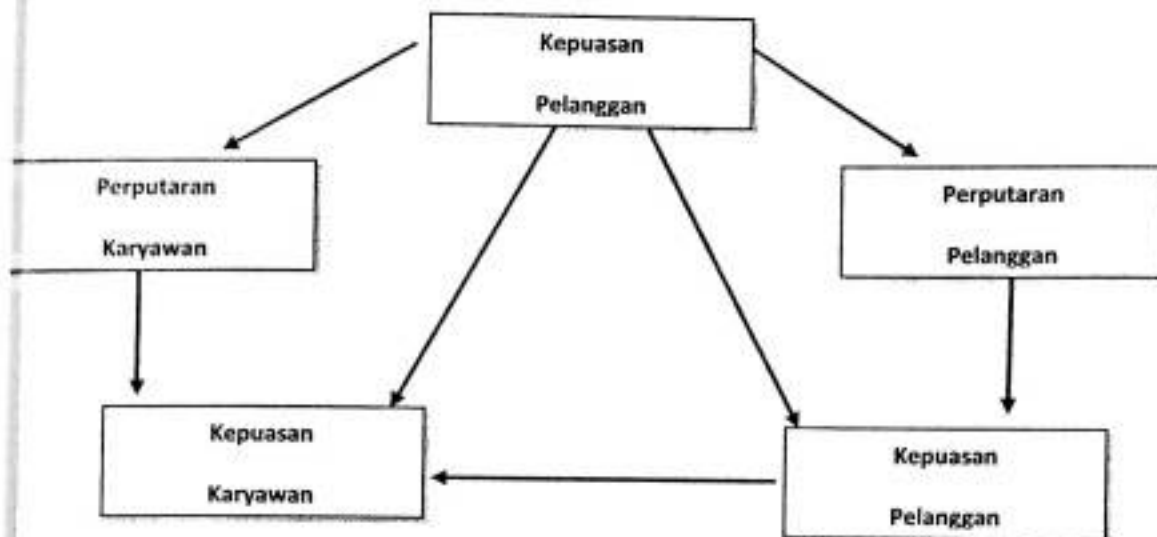 Kepuasan
Pelanggan
Perputaran
Karyawan
Perputaran
Pelanggan
Kepuasan
Karyawan
Kepuasan
Pelanggan